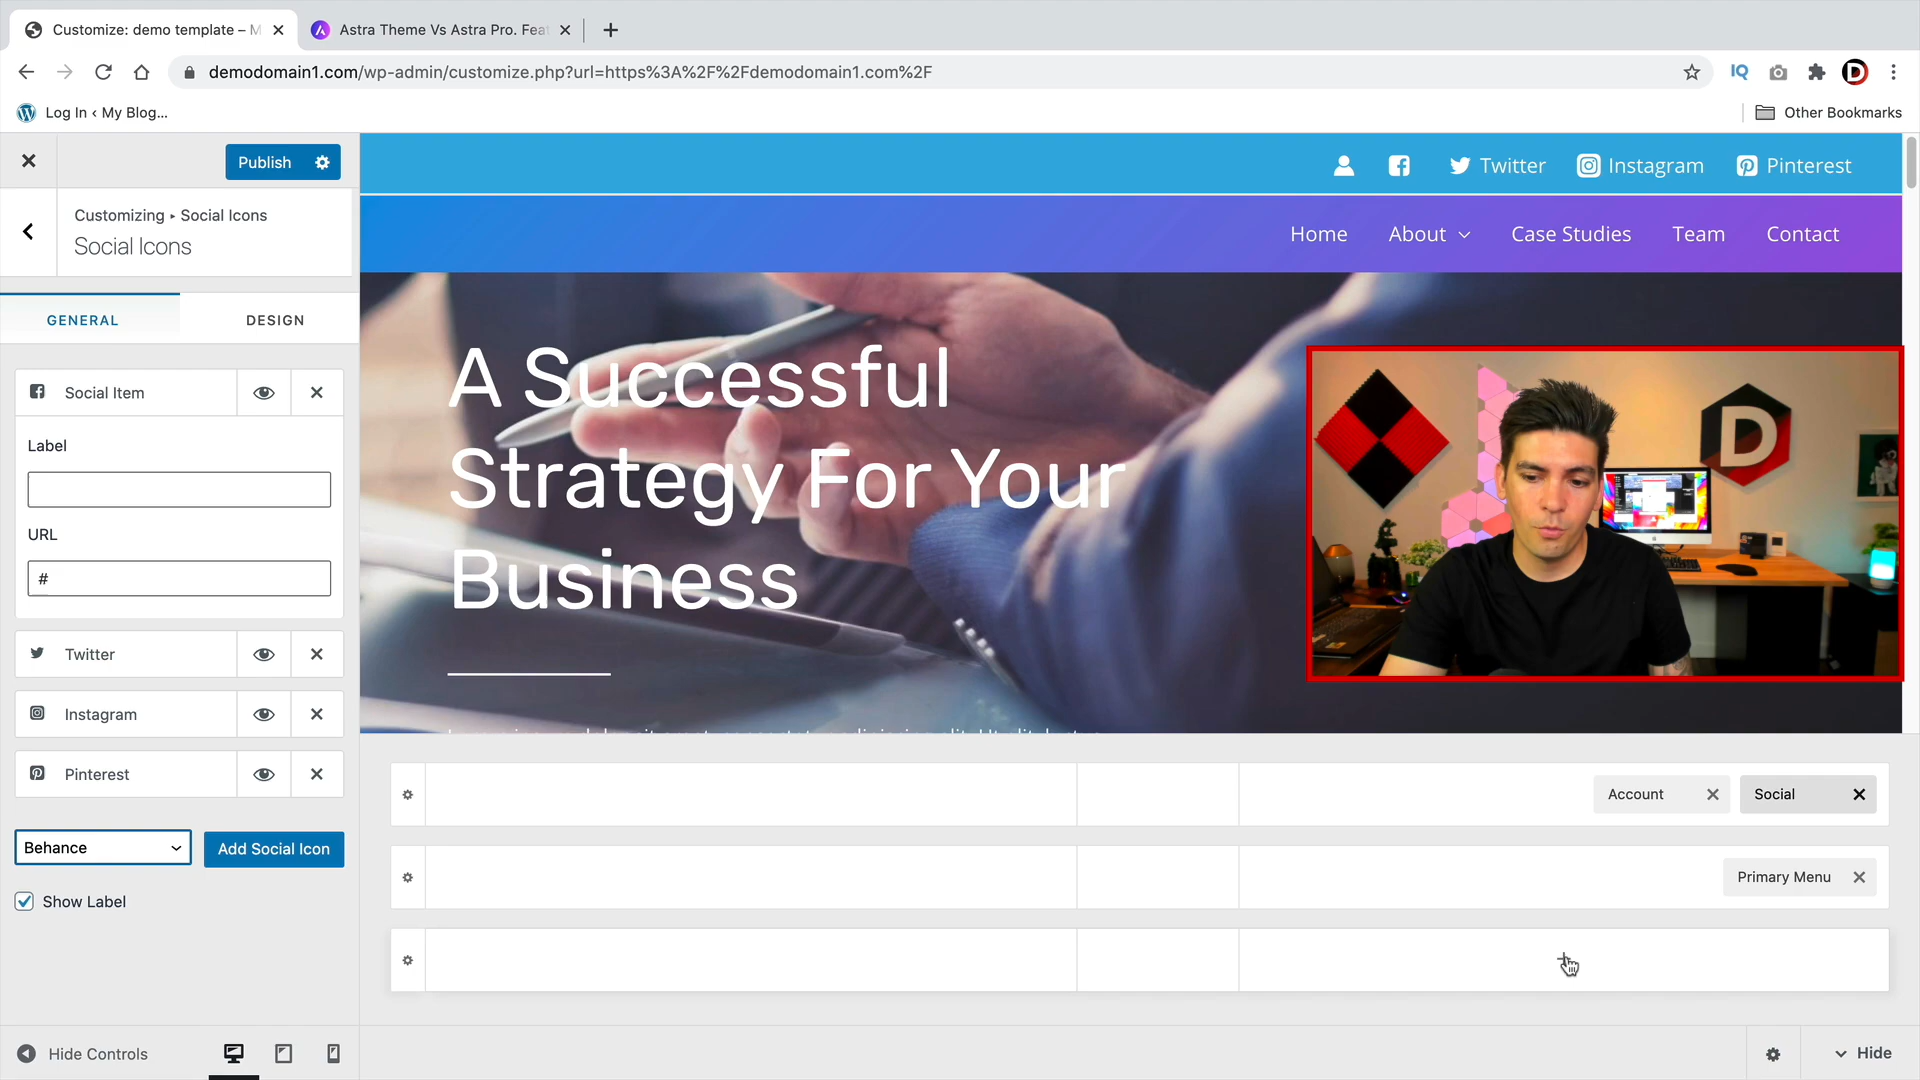 Customize: demo template – M
Astra Theme Vs Astra Pro. Feat
demodomain1.com/wp-admin/customize.php?url=https%3A%2F%2Fdemodomain1.com%2F
IQ
D
Log In ‹ My Blog...
Other Bookmarks
Publish
Customizing ▸ Social Icons
Social Icons
GENERAL
DESIGN
Social Item
Label
URL
#
Twitter
Instagram
Pinterest
Behance
Add Social Icon
Show Label
Hide Controls
Twitter
Instagram
Pinterest
Home
About
Case Studies
Team
Contact
A Successful
Strategy For Your
Business
D
Account
Social
Primary Menu
Hide